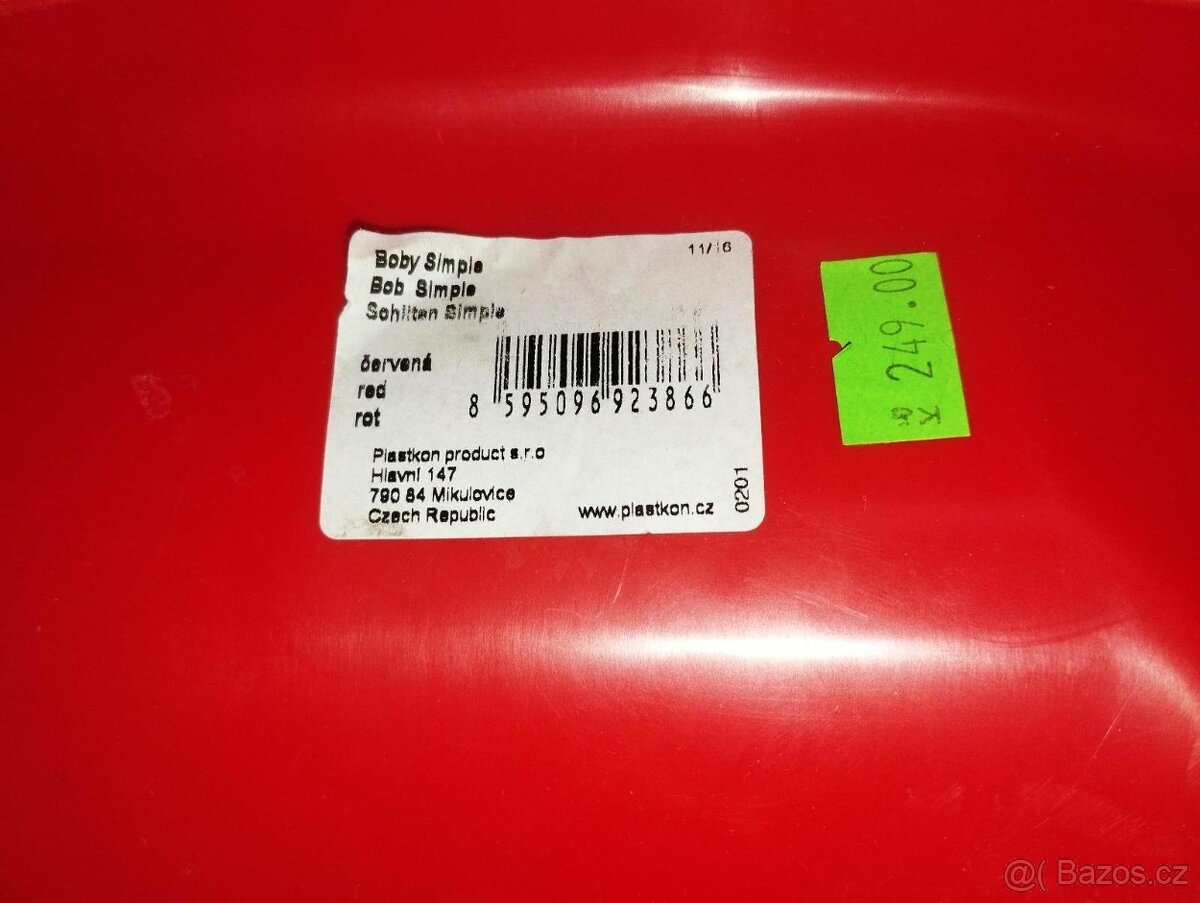 Boby Simple
Bob Simple
Schlitten Simple
11/16
červená
red
rot
8 595096 923866
Plastkon product s.r.o
Hlavní 147
790 84 Mikulovice
Czech Republic
www.plastkon.cz
0201
249.00
@( Bazos.cz